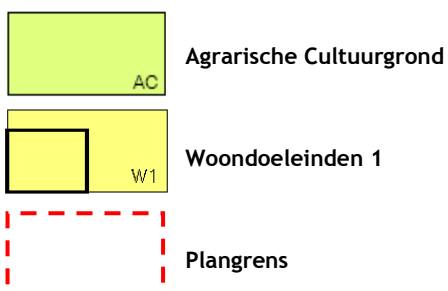 Agrarische Cultuurgrond
AC
Woondoeleinden 1
W1
Plangrens